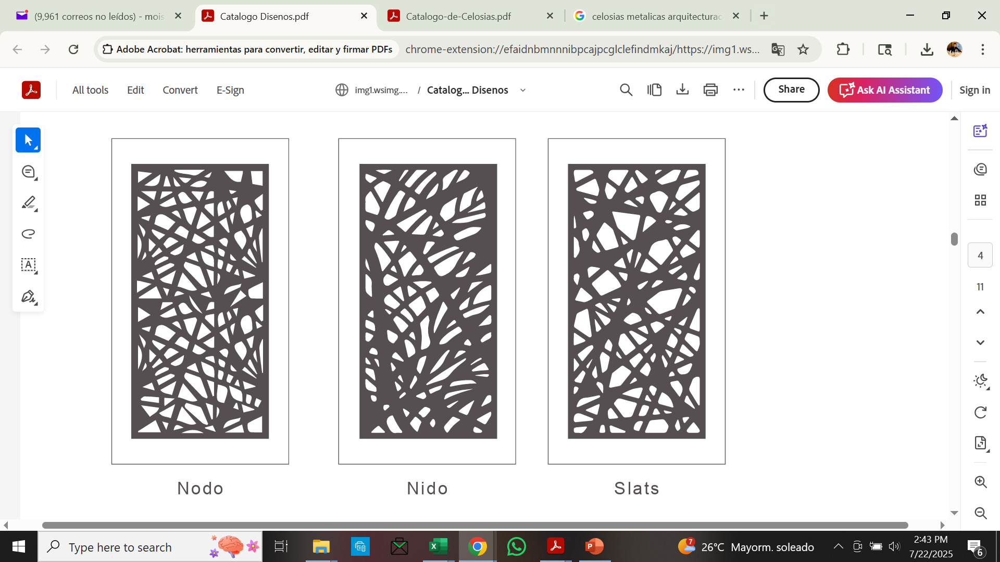 (9,961 correos no leídos) - mois
Catalogo Disenos.pdf
Catalogo-de-Celosias.pdf
celosias metalicas arquitecturac
Adobe Acrobat: herramientas para convertir, editar y firmar PDFs
chrome-extension://efaidnbmnnnibpcajpcglclefindmkaj/https://img1.ws...
All tools
Edit
Convert
E-Sign
img1.wsimg....
/
Catalog... Disenos
Share
Ask AI Assistant
Sign in
4
11
Nodo
Nido
Slats
Type here to search
7
26°C Mayorm. soleado
2:43 PM
7/22/2025
6